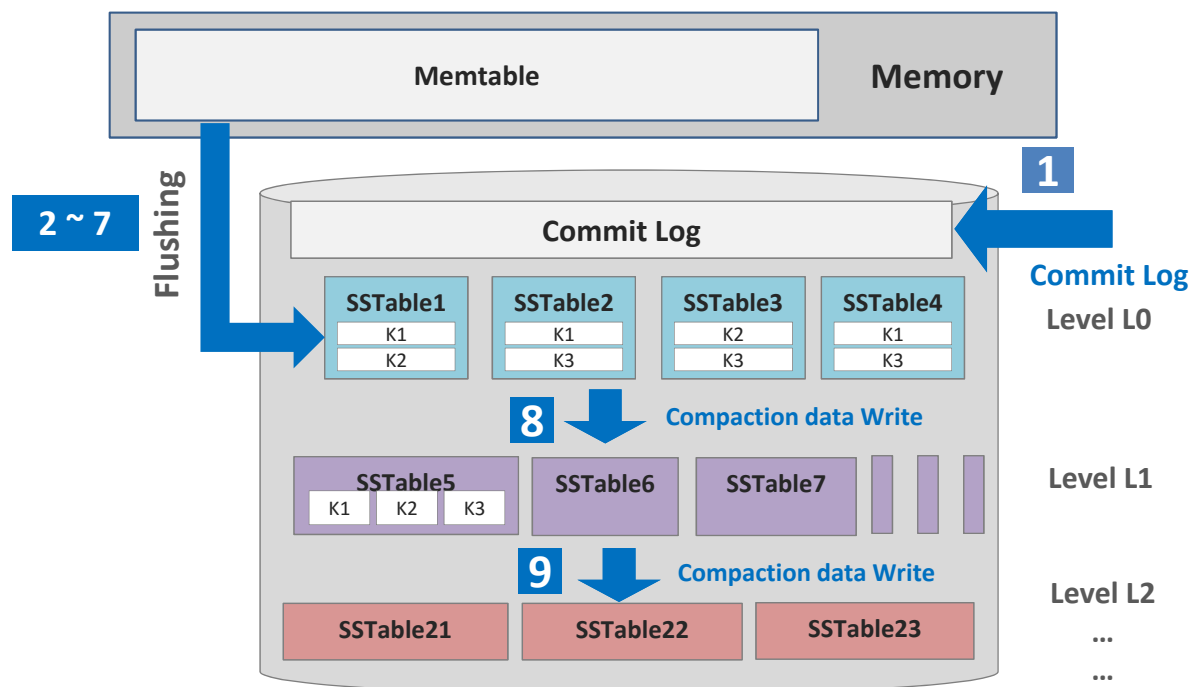 Memtable
Memory
1
2 ~ 7
Flushing
Commit Log
Commit Log
SSTable1
K1
K2
SSTable2
K1
K3
SSTable3
K2
K3
SSTable4
K1
K3
Level L0
8
Compaction data Write
SSTable5
K1
K2
K3
SSTable6
SSTable7
Level L1
9
Compaction data Write
SSTable21
SSTable22
SSTable23
Level L2
...
...